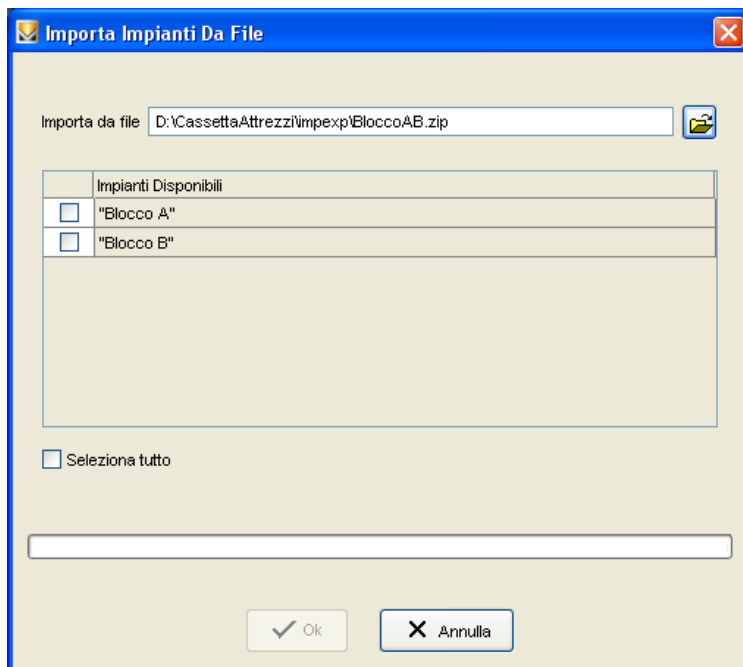 Importa Impianti Da File
Importa da file D:\CassettaAttrezzi\impexp\BloccoAB.zip
Impianti Disponibili
"Blocco A"
"Blocco B"
Seleziona tutto
Ok Annulla